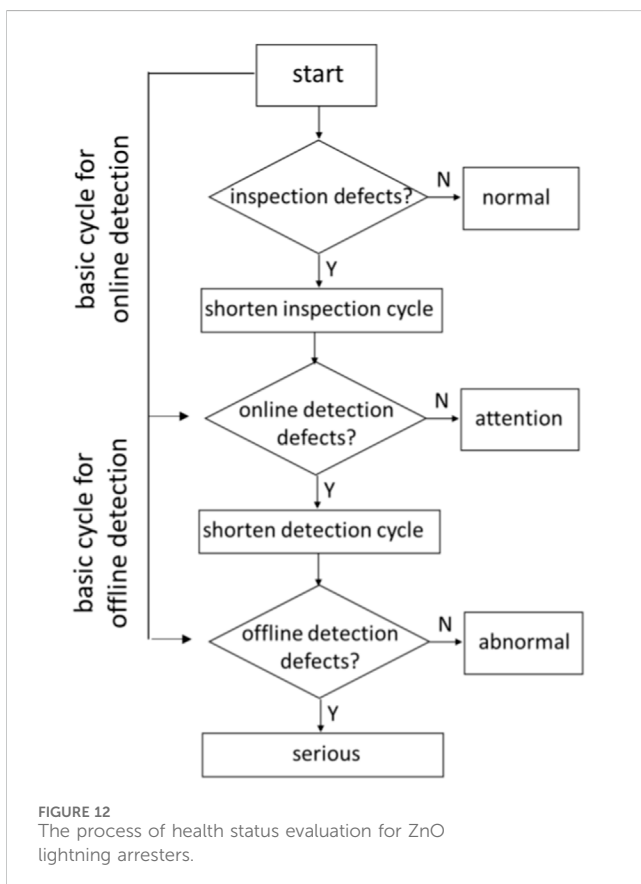 start
basic cycle for
online detection
inspection defects?
N
normal
Y
shorten inspection cycle
online detection
defects?
N
attention
Y
basic cycle for
offline detection
shorten detection cycle
offline detection
defects?
N
abnormal
Y
serious
FIGURE 12
The process of health status evaluation for ZnO
lightning arresters.